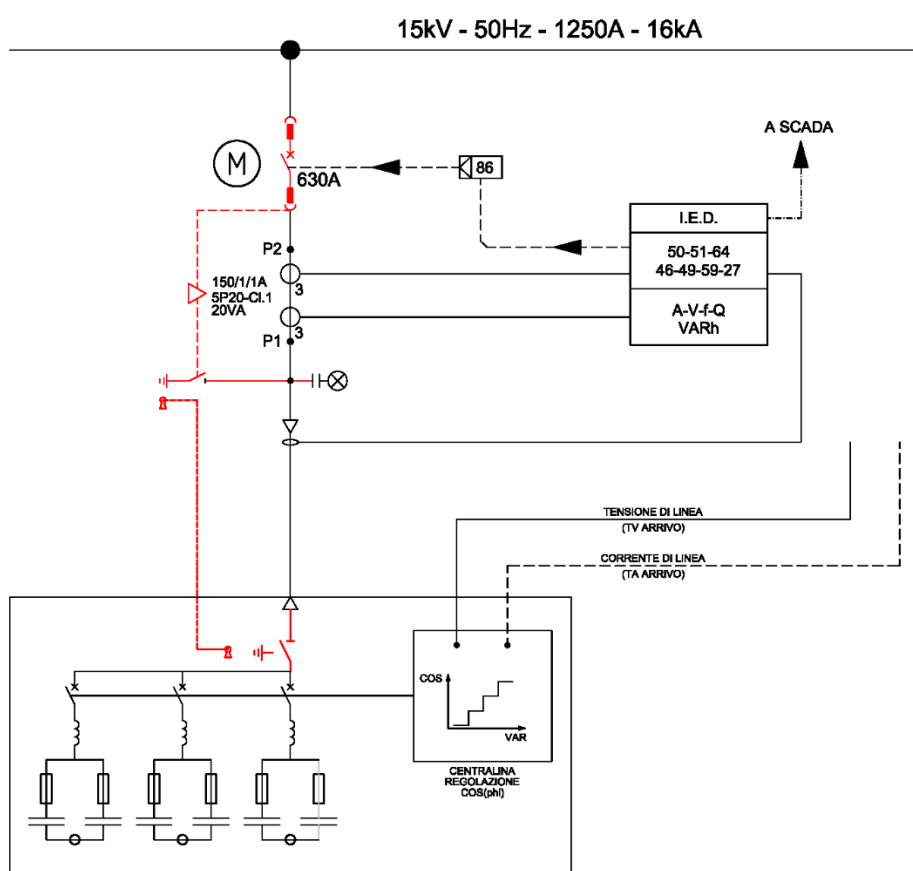 15kV - 50Hz - 1250A - 16kA
A SCADA
M
86
630A
I.E.D.
50-51-64
46-49-59-27
P2
150/1/1A
5P20-Cl.1
20VA
3
A-V-f-Q
VARh
3
P1
TENSIONE DI LINEA
(TV ARRIVO)
CORRENTE DI LINEA
(TA ARRIVO)
COS
VAR
CENTRALINA
REGOLAZIONE
COS(phi)